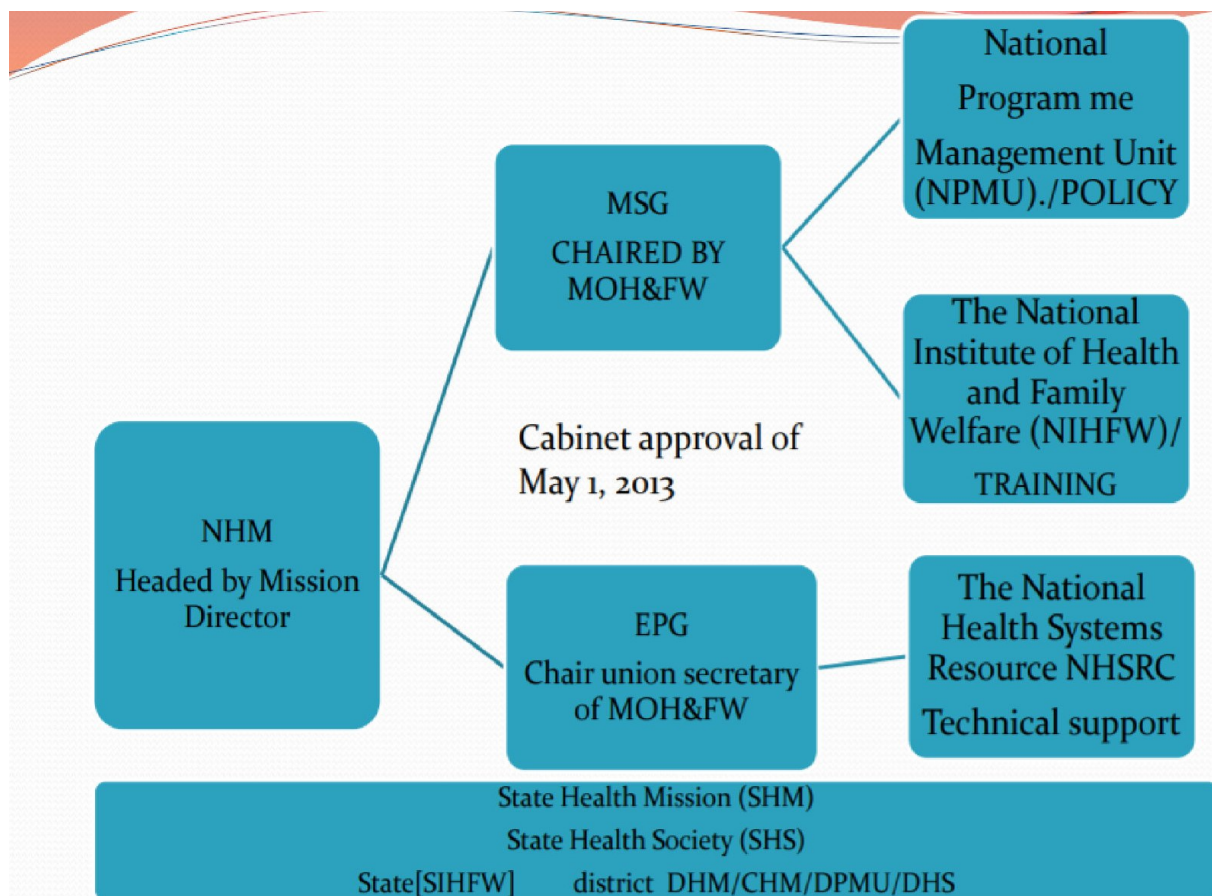 NHM
Headed by Mission
Director
MSG
CHAIRED BY
MOH&FW
Cabinet approval of
May 1, 2013
EPG
Chair union secretary
of MOH&FW
National
Program me
Management Unit
(NPMU)./POLICY
The National
Institute of Health
and Family
Welfare (NIHFW)/
TRAINING
The National
Health Systems
Resource NHSRC
Technical support
State Health Mission (SHM)
State Health Society (SHS)
State[SIHFW] district DHM/CHM/DPMU/DHS